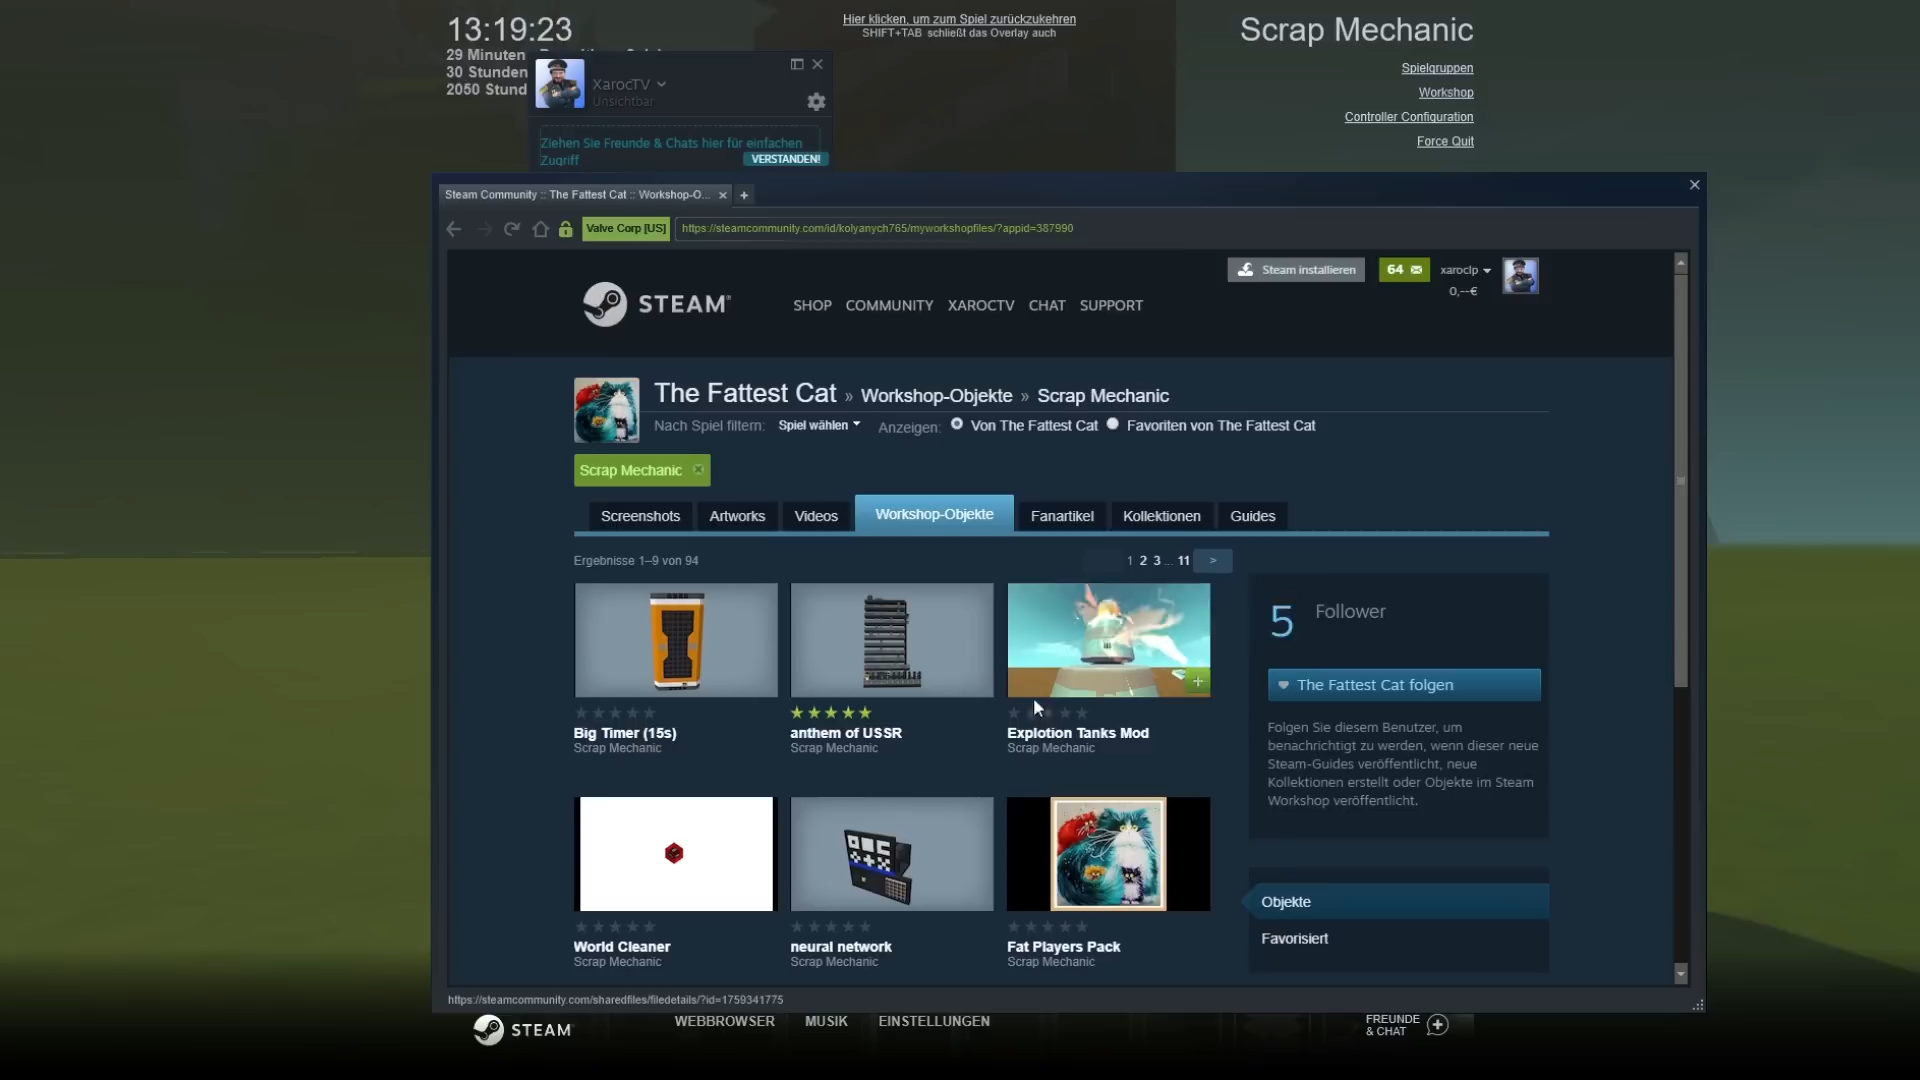 13:19:23
Hier klicken, um zum Spiel zurückzukehren
SHIFT+TAB schließt das Overlay auch
Scrap Mechanic
29 Minuten
30 Stunden
2050 Stund
Spielgruppen
Workshop
Controller Configuration
Force Quit
XarocTV
Unsichtbar
Ziehen Sie Freunde & Chats hier für einfachen
Zugriff
VERSTANDEN!
Steam Community :: The Fattest Cat :: Workshop-O...
Valve Corp [US]
https://steamcommunity.com/id/kolyanych765/myworkshopfiles/?appid=387990
Steam installieren
64
xaroclp
0,--€
STEAM
SHOP
COMMUNITY
XAROCTV
CHAT
SUPPORT
The Fattest Cat » Workshop-Objekte » Scrap Mechanic
Nach Spiel filtern: Spiel wählen
Anzeigen: Von The Fattest Cat Favoriten von The Fattest Cat
Scrap Mechanic
Screenshots
Artworks
Videos
Workshop-Objekte
Fanartikel
Kollektionen
Guides
Ergebnisse 1–9 von 94
1 2 3 ... 11 >
Big Timer (15s)
Scrap Mechanic
anthem of USSR
Scrap Mechanic
Explotion Tanks Mod
Scrap Mechanic
5 Follower
The Fattest Cat folgen
Folgen Sie diesem Benutzer, um
benachrichtigt zu werden, wenn dieser neue
Steam-Guides veröffentlicht, neue
Kollektionen erstellt oder Objekte im Steam
Workshop veröffentlicht.
World Cleaner
Scrap Mechanic
neural network
Scrap Mechanic
Fat Players Pack
Scrap Mechanic
Objekte
Favorisiert
https://steamcommunity.com/sharedfiles/filedetails/?id=1759341775
STEAM
WEBBROWSER
MUSIK
EINSTELLUNGEN
FREUNDE
& CHAT